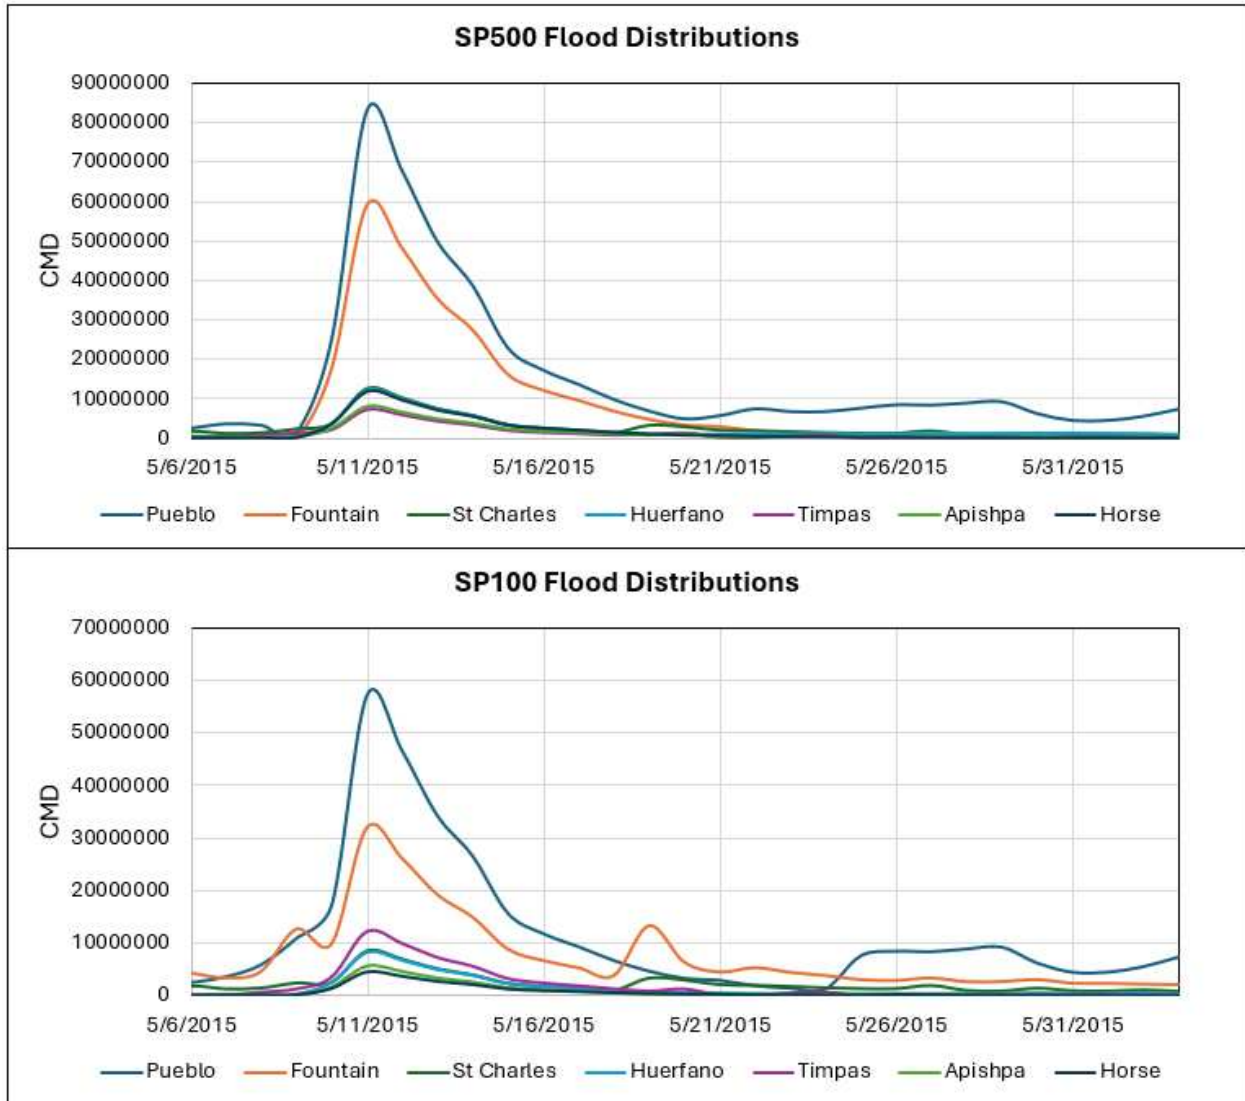 SP500 Flood Distributions
90000000
80000000
70000000
60000000
50000000
40000000
30000000
20000000
10000000
0
CMD
5/6/2015 5/11/2015 5/16/2015 5/21/2015 5/26/2015 5/31/2015
Pueblo Fountain St Charles Huerfano Timpas Apishpa Horse
SP100 Flood Distributions
70000000
60000000
50000000
40000000
30000000
20000000
10000000
0
CMD
5/6/2015 5/11/2015 5/16/2015 5/21/2015 5/26/2015 5/31/2015
Pueblo Fountain St Charles Huerfano Timpas Apishpa Horse